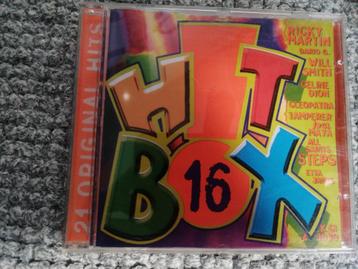 21 ORIGINAL HITS
HIT
BOX
16
RICKY
MARTIN
DARIO G.
WILL
SMITH
CELINE
DION
CLEOPATRA
TAMPERER
FEAT.
MAYA
ALL
SAINTS
STEPS
ETTA